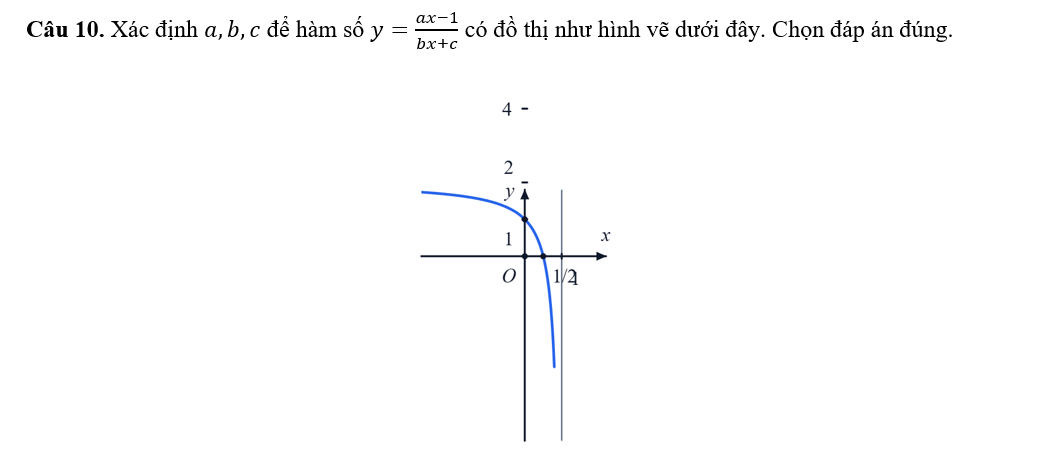 Câu 10. Xác định a, b, c để hàm số y = \frac{ax-1}{bx+c} có đồ thị như hình vẽ dưới đây. Chọn đáp án đúng.
4
2
y
1
x
O
1/2
1